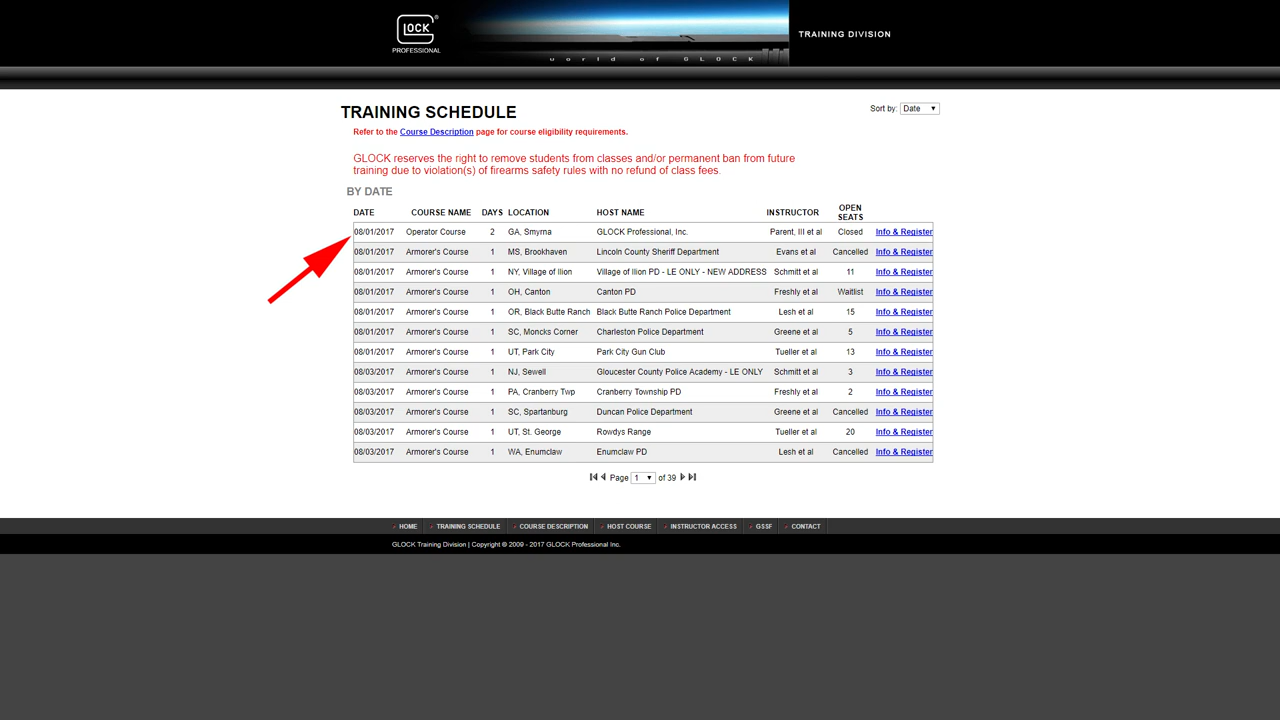 GLOCK
PROFESSIONAL
world of GLOCK
TRAINING DIVISION
TRAINING SCHEDULE
Sort by: Date
Refer to the Course Description page for course eligibility requirements.
GLOCK reserves the right to remove students from classes and/or permanent ban from future
training due to violation(s) of firearms safety rules with no refund of class fees.
BY DATE
DATE COURSE NAME DAYS LOCATION HOST NAME INSTRUCTOR OPEN SEATS
08/01/2017 Operator Course 2 GA, Smyrna GLOCK Professional, Inc. Parent, III et al Closed Info & Register
08/01/2017 Armorer's Course 1 MS, Brookhaven Lincoln County Sheriff Department Evans et al Cancelled Info & Register
08/01/2017 Armorer's Course 1 NY, Village of Ilion Village of Ilion PD - LE ONLY - NEW ADDRESS Schmitt et al 11 Info & Register
08/01/2017 Armorer's Course 1 OH, Canton Canton PD Freshly et al Waitlist Info & Register
08/01/2017 Armorer's Course 1 OR, Black Butte Ranch Black Butte Ranch Police Department Lesh et al 15 Info & Register
08/01/2017 Armorer's Course 1 SC, Moncks Corner Charleston Police Department Greene et al 5 Info & Register
08/01/2017 Armorer's Course 1 UT, Park City Park City Gun Club Tueller et al 13 Info & Register
08/03/2017 Armorer's Course 1 NJ, Sewell Gloucester County Police Academy - LE ONLY Schmitt et al 3 Info & Register
08/03/2017 Armorer's Course 1 PA, Cranberry Twp Cranberry Township PD Freshly et al 2 Info & Register
08/03/2017 Armorer's Course 1 SC, Spartanburg Duncan Police Department Greene et al Cancelled Info & Register
08/03/2017 Armorer's Course 1 UT, St. George Rowdys Range Tueller et al 20 Info & Register
08/03/2017 Armorer's Course 1 WA, Enumclaw Enumclaw PD Lesh et al Cancelled Info & Register
Page 1 of 39
HOME TRAINING SCHEDULE COURSE DESCRIPTION HOST COURSE INSTRUCTOR ACCESS GSSF CONTACT
GLOCK Training Division | Copyright © 2009 - 2017 GLOCK Professional Inc.